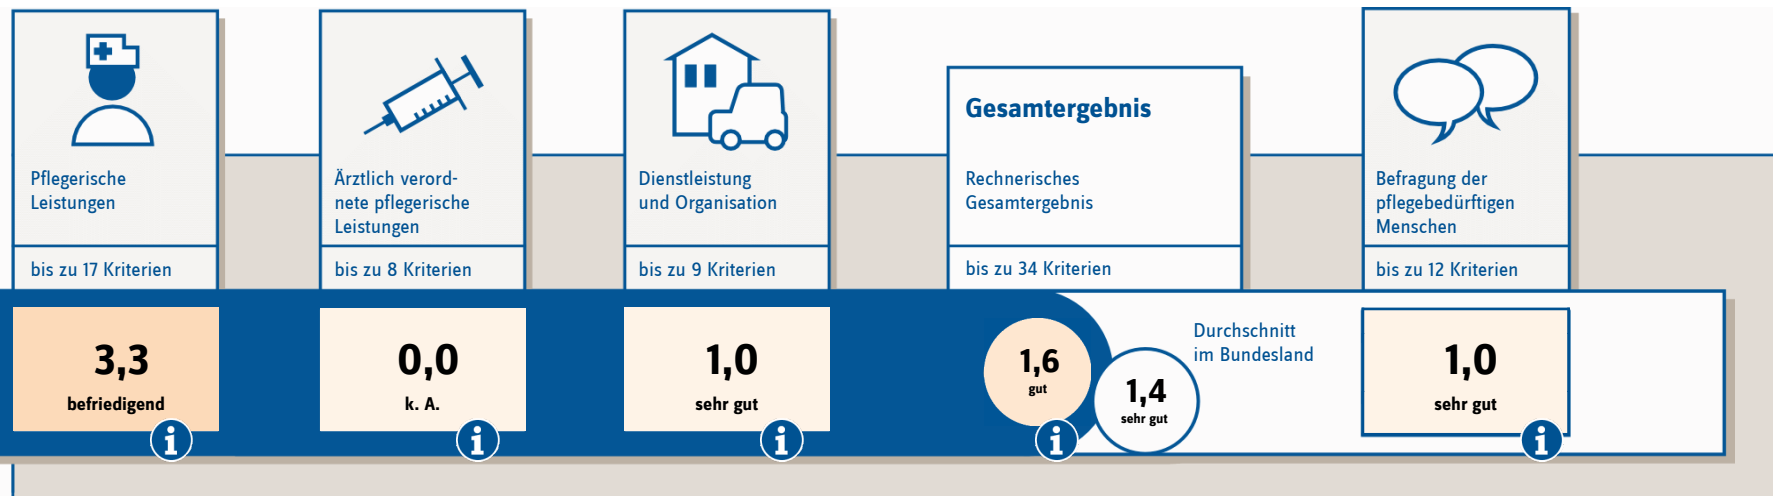 Pflegerische
Leistungen
bis zu 17 Kriterien
3,3
befriedigend
i
Ärztlich verord-
nete pflegerische
Leistungen
bis zu 8 Kriterien
0,0
k. A.
i
Dienstleistung
und Organisation
bis zu 9 Kriterien
1,0
sehr gut
i
Gesamtergebnis
Rechnerisches
Gesamtergebnis
bis zu 34 Kriterien
1,6
gut
i
Durchschnitt
im Bundesland
1,4
sehr gut
Befragung der
pflegebedürftigen
Menschen
bis zu 12 Kriterien
1,0
sehr gut
i